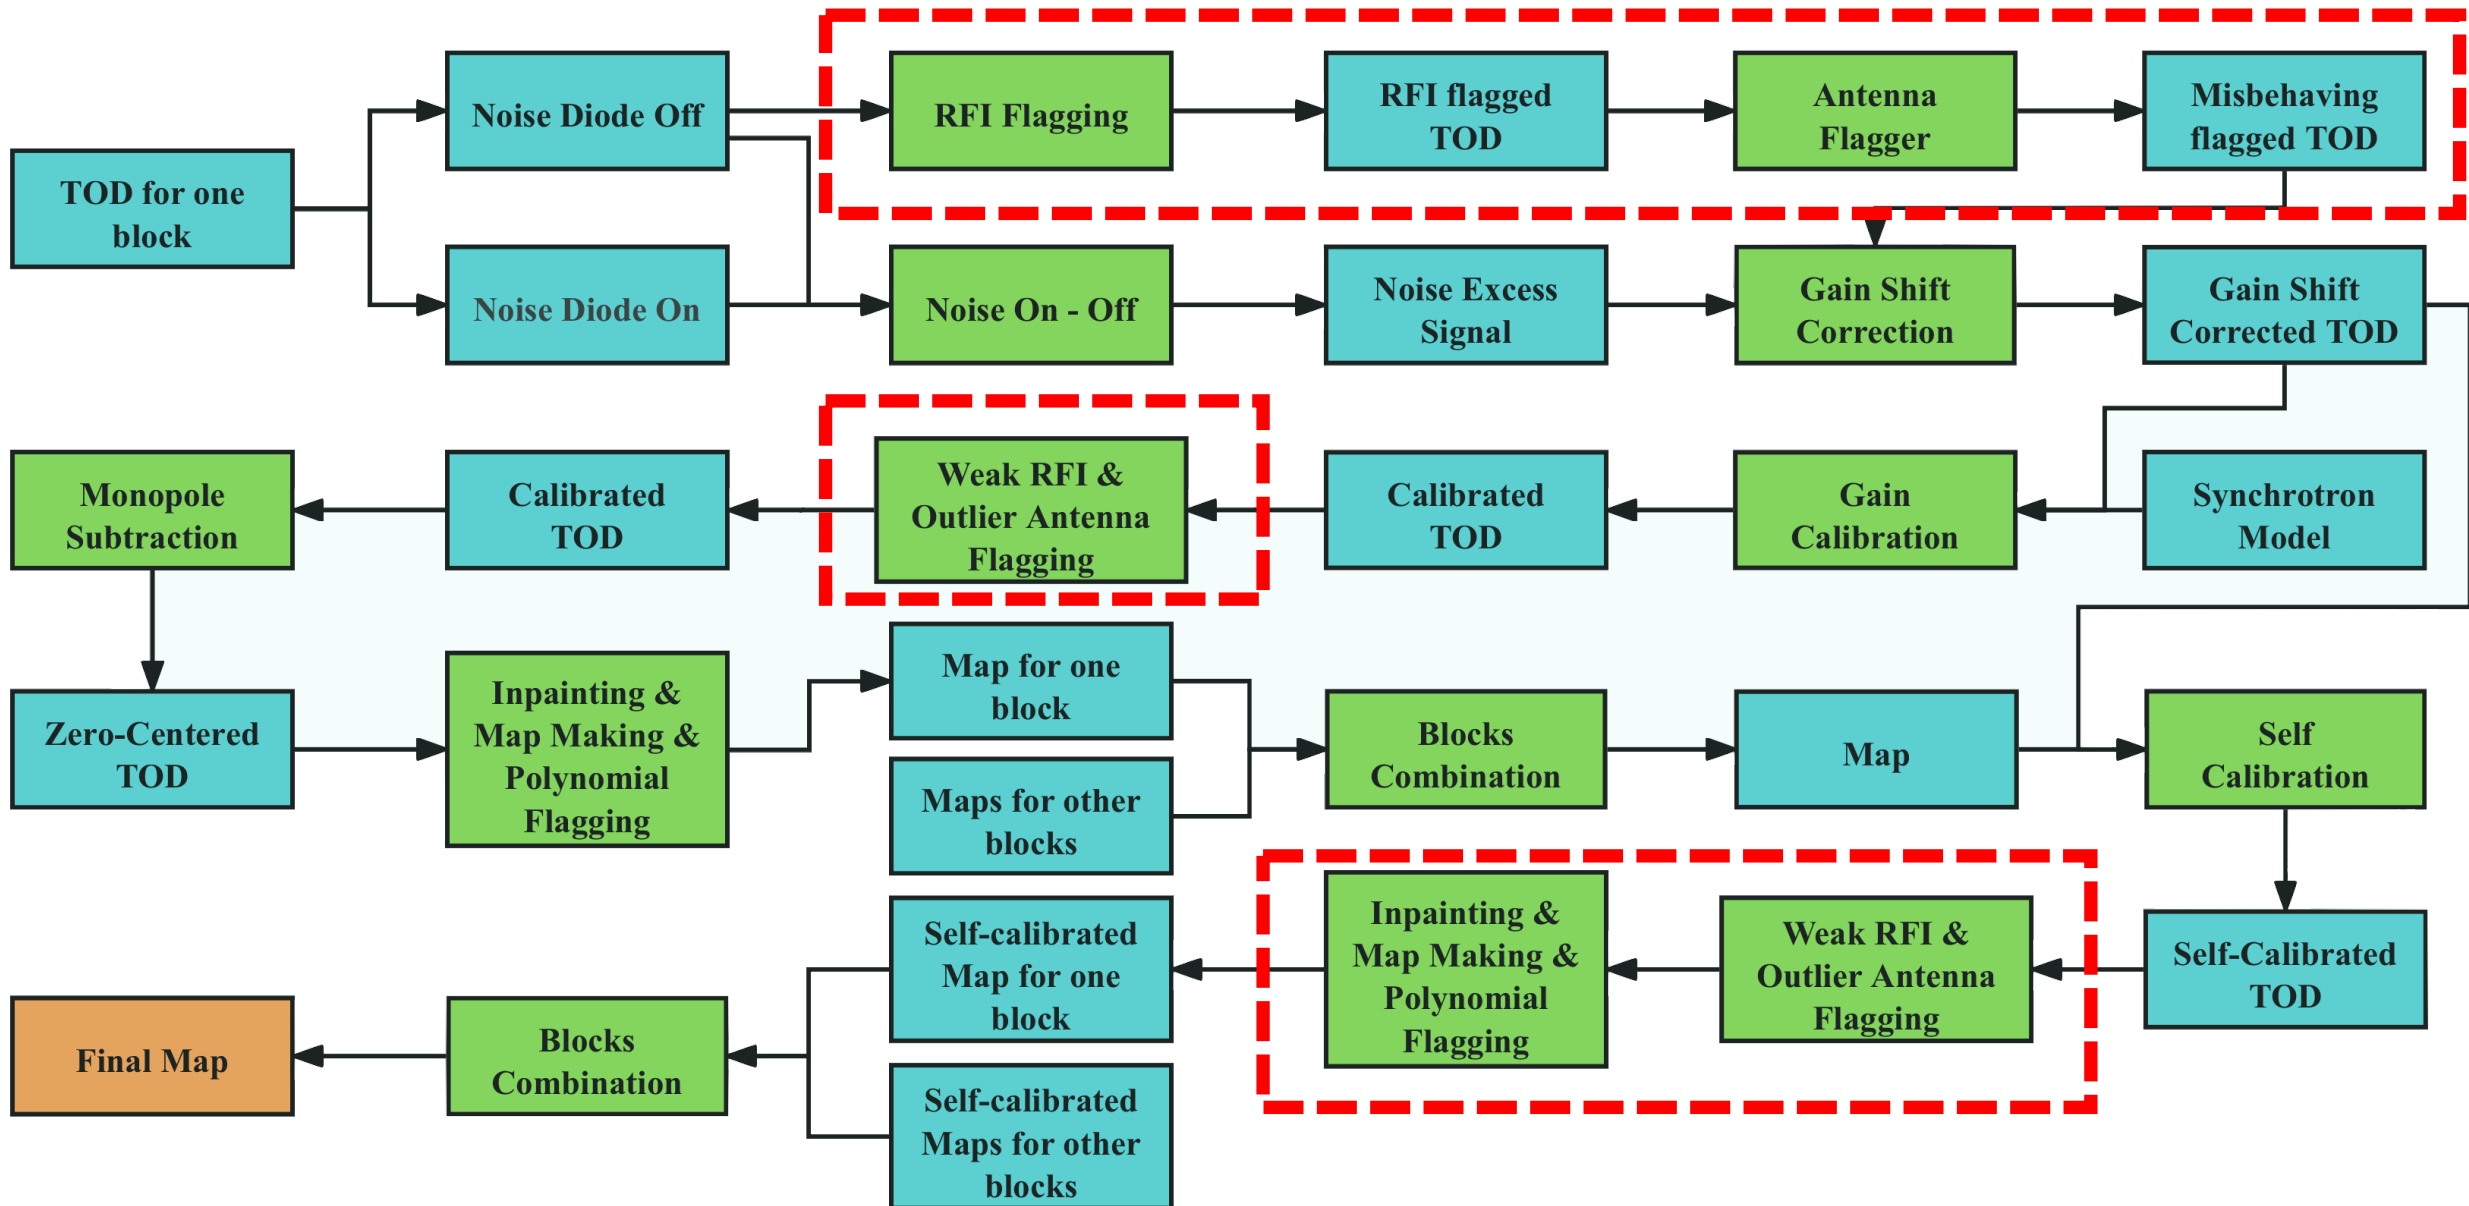 TOD for one
block
Noise Diode Off
RFI Flagging
RFI flagged
TOD
Antenna
Flagger
Misbehaving
flagged TOD
Noise Diode On
Noise On - Off
Noise Excess
Signal
Gain Shift
Correction
Gain Shift
Corrected TOD
Monopole
Subtraction
Calibrated
TOD
Weak RFI &
Outlier Antenna
Flagging
Calibrated
TOD
Gain
Calibration
Synchrotron
Model
Zero-Centered
TOD
Inpainting &
Map Making &
Polynomial
Flagging
Map for one
block
Maps for other
blocks
Blocks
Combination
Map
Self
Calibration
Final Map
Blocks
Combination
Self-calibrated
Map for one
block
Self-calibrated
Maps for other
blocks
Inpainting &
Map Making &
Polynomial
Flagging
Weak RFI &
Outlier Antenna
Flagging
Self-Calibrated
TOD